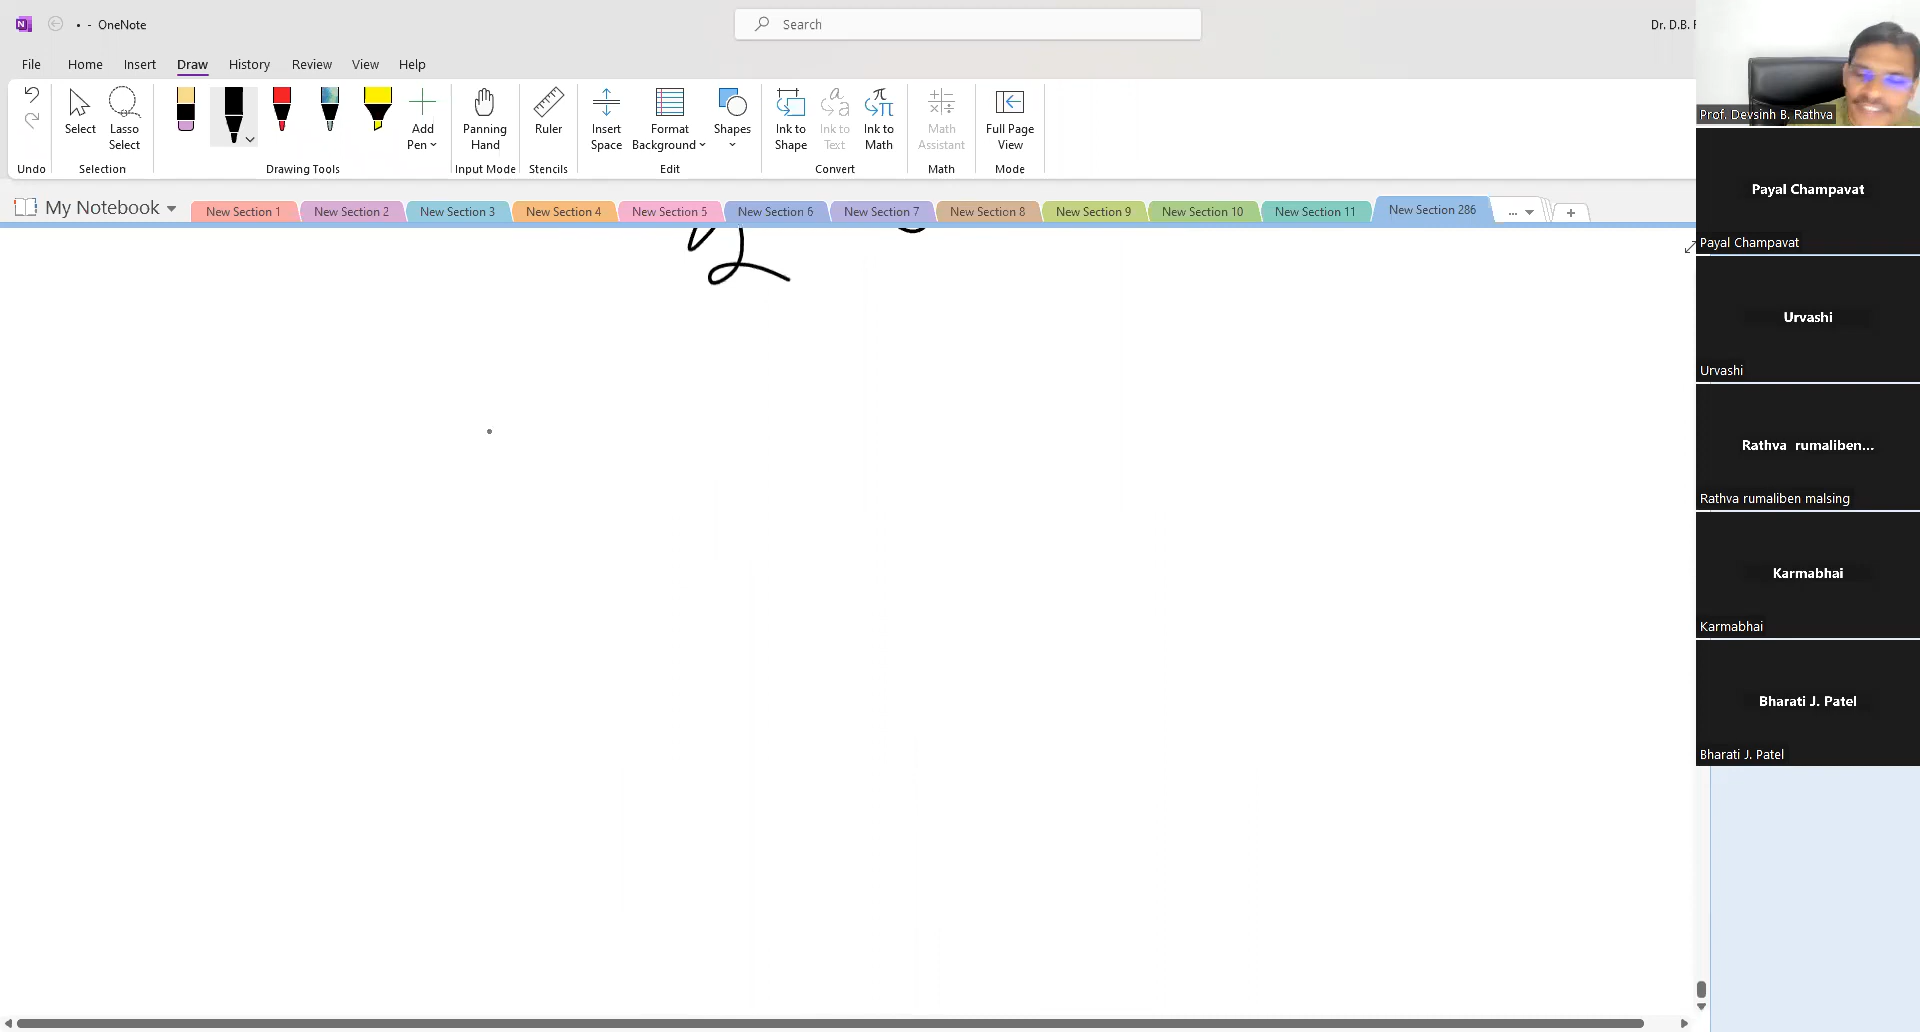 • - OneNote
Search
Dr. D.B.
File Home Insert Draw History Review View Help
Select
Lasso Select
Add Pen
Panning Hand
Ruler
Insert Space
Format Background
Shapes
Ink to Shape
Ink to Text
Ink to Math
Math Assistant
Full Page View
Undo Selection Drawing Tools Input Mode Stencils Edit Convert Math Mode
My Notebook New Section 1 New Section 2 New Section 3 New Section 4 New Section 5 New Section 6 New Section 7 New Section 8 New Section 9 New Section 10 New Section 11 New Section 286 ...
Prof. Devsinh B. Rathva
Payal Champavat
Payal Champavat
Urvashi
Urvashi
Rathva rumaliben...
Rathva rumaliben malsing
Karmabhai
Karmabhai
Bharati J. Patel
Bharati J. Patel